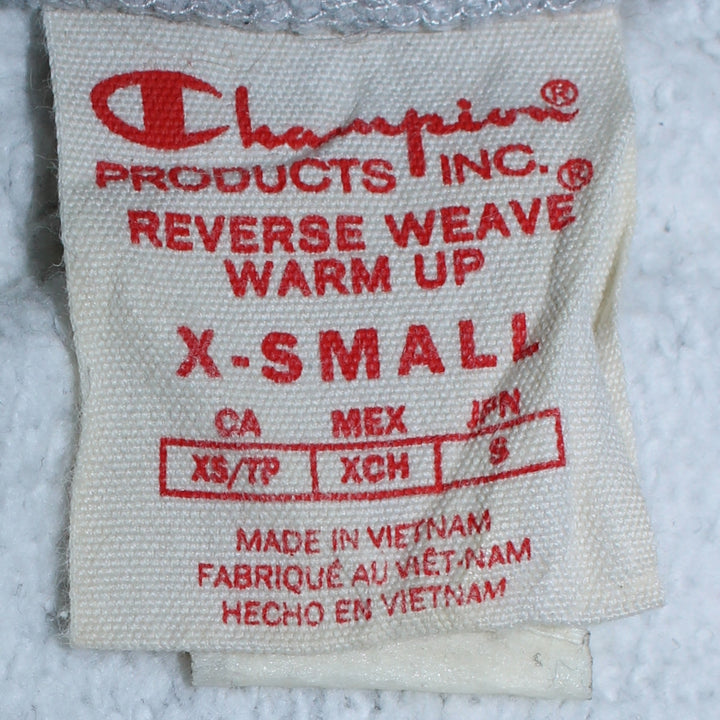 Champion®
PRODUCTS INC.®
REVERSE WEAVE
WARM UP
X-SMALL
CA MEX JPN
XS/TP XCH S
MADE IN VIETNAM
FABRIQUÉ AU VIÊT-NAM
HECHO EN VIETNAM